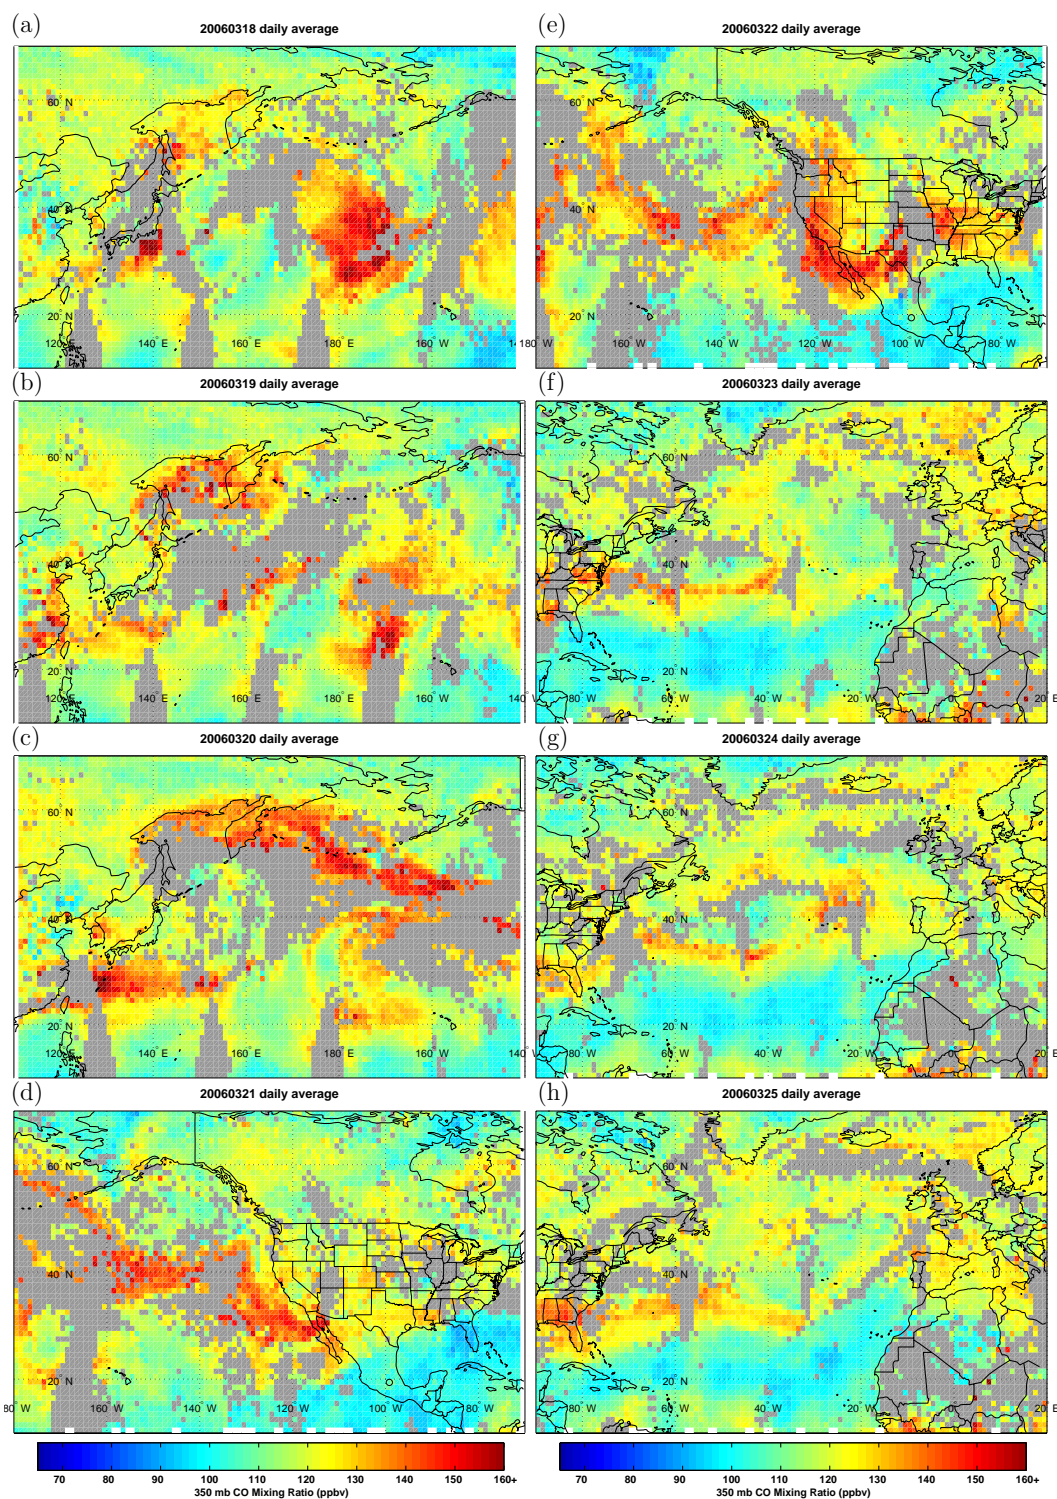 (a)
20060318 daily average
60° N
40° N
20° N
120° E
140° E
160° E
180° E
160° W
(b)
20060319 daily average
60° N
40° N
20° N
120° E
140° E
160° E
180° E
160° W
140° W
(c)
20060320 daily average
60° N
40° N
20° N
120° E
140° E
160° E
180° E
160° W
140°
(d)
20060321 daily average
60° N
40° N
20° N
80° W
160° W
140° W
120° W
100° W
80° W
70
80
90
100
110
120
130
140
150
160+
350 mb CO Mixing Ratio (ppbv)
(e)
20060322 daily average
60° N
40° N
20° N
180° W
160° W
140° W
120° W
100° W
80° W
(f)
20060323 daily average
60° N
40° N
20° N
80° W
60° W
40° W
20° W
0°
20° E
(g)
20060324 daily average
60° N
40° N
20° N
80° W
60° W
40° W
20° W
0°
20° E
(h)
20060325 daily average
60° N
40° N
20° N
80° W
60° W
40° W
20° W
0°
20° E
70
80
90
100
110
120
130
140
150
160+
350 mb CO Mixing Ratio (ppbv)